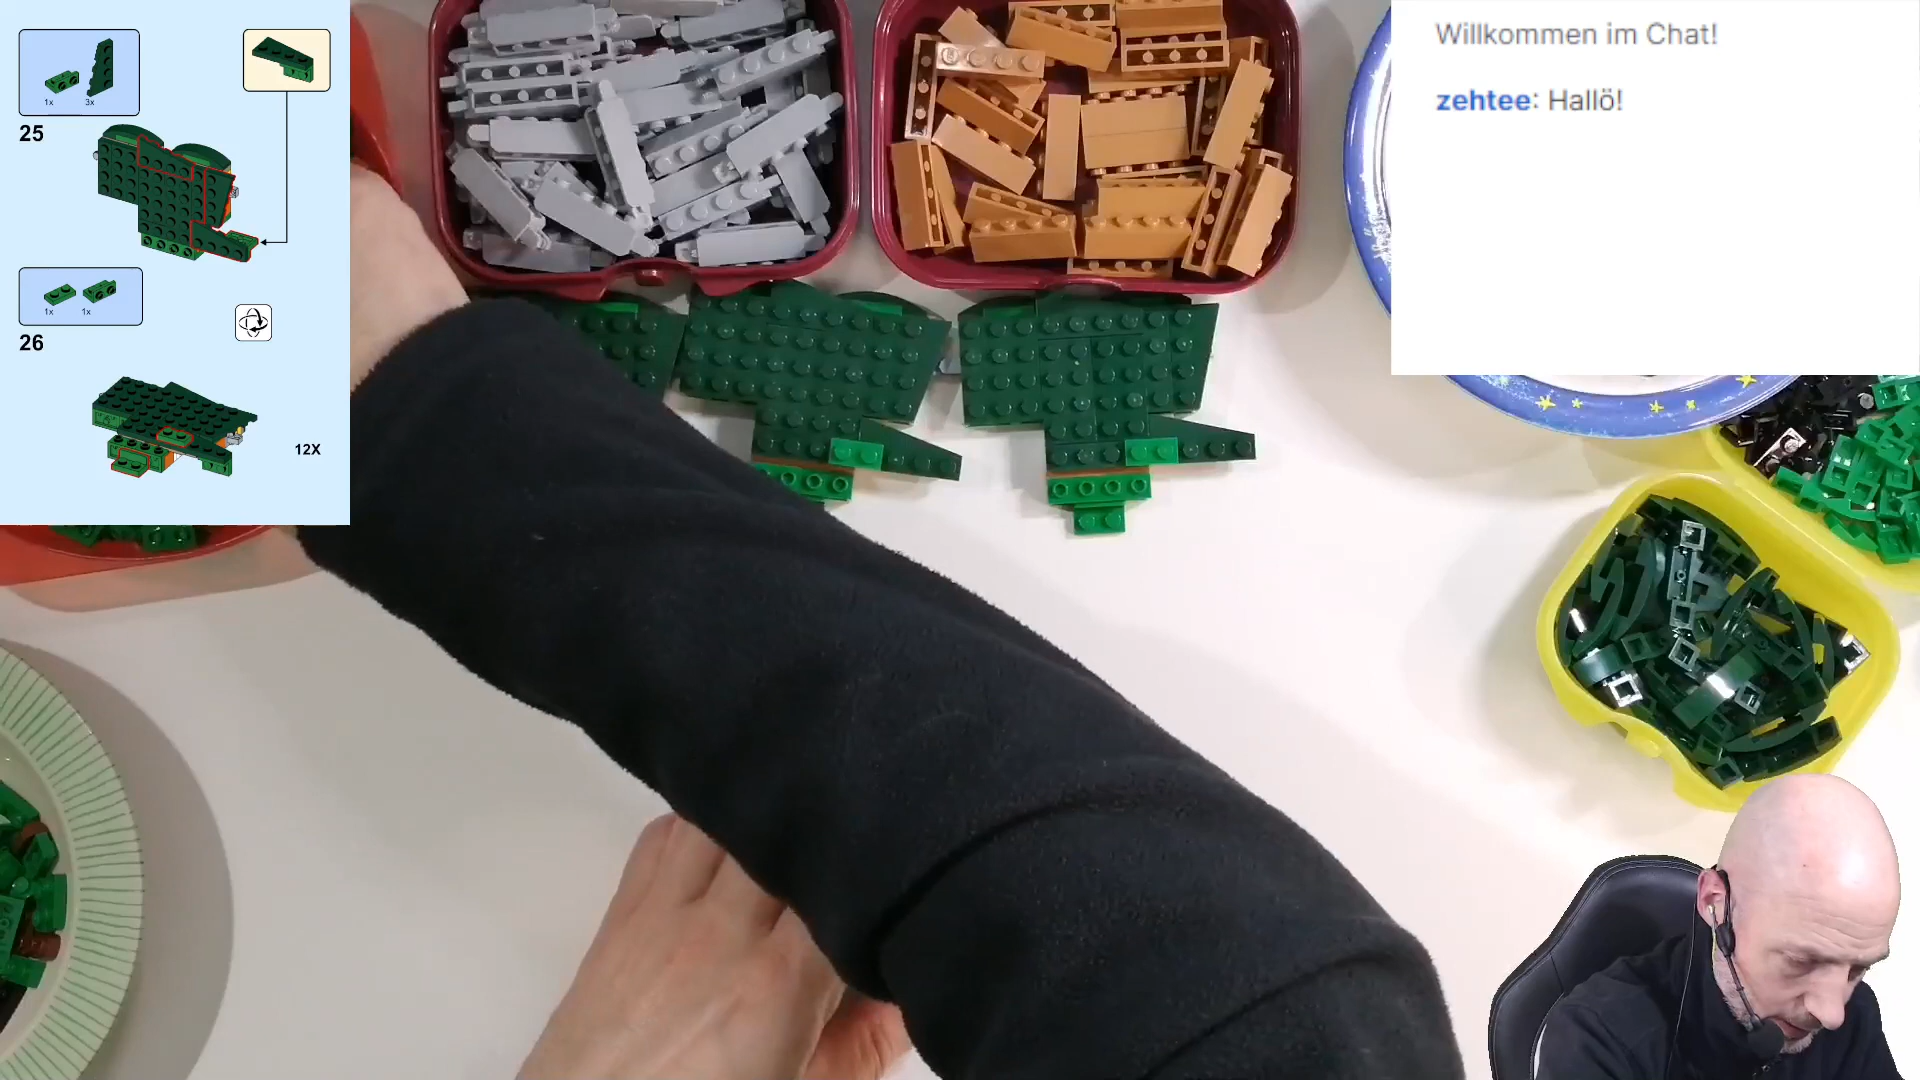 1x 3x
25
1x 1x
26
12X
Willkommen im Chat!
zehtee: Hallö!